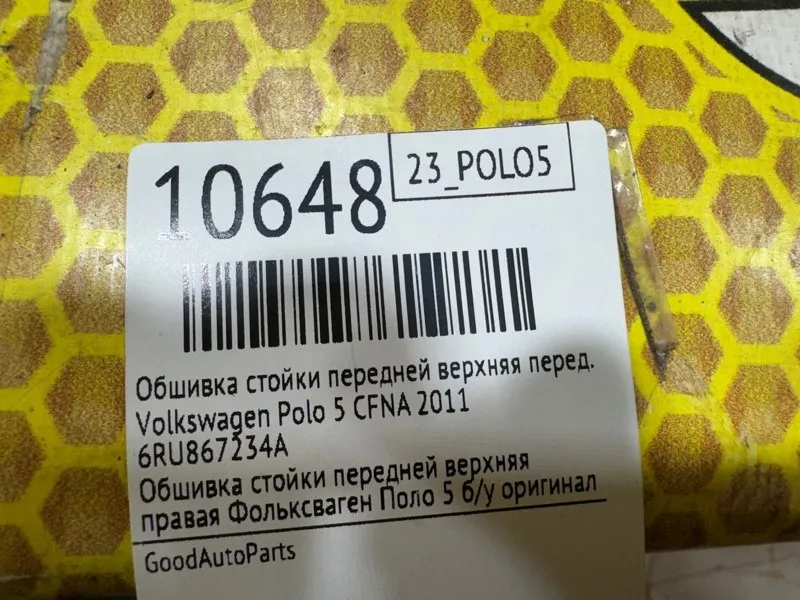 10648
23_POLO5
Обшивка стойки передней верхняя перед.
Volkswagen Polo 5 CFNA 2011
6RU867234A
Обшивка стойки передней верхняя
правая Фольксваген Поло 5 б/у оригинал
GoodAutoParts